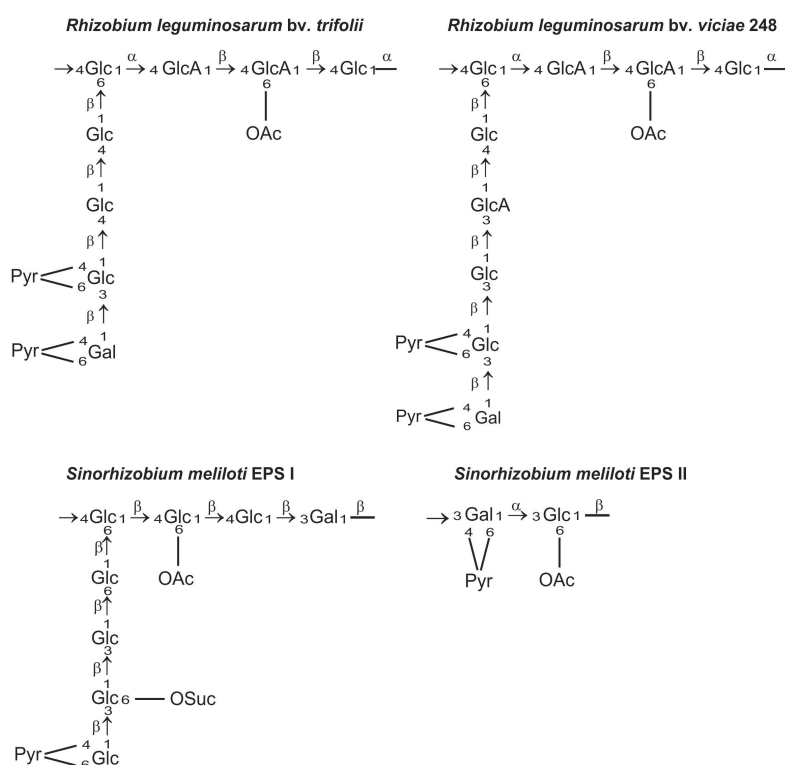 Rhizobium leguminosarum bv. trifolii
→4Glc1 α→ 4GlcA1 β→ 4GlcA1 β→ 4Glc1 α—
6 6
β↑ OAc
1
Glc
4
β↑
1
Glc
4
β↑
1
Pyr 4 6 Glc
3
β↑
1
Pyr 4 6 Gal
Rhizobium leguminosarum bv. viciae 248
→4Glc1 α→ 4GlcA1 β→ 4GlcA1 β→ 4Glc1 α—
6 6
β↑ OAc
1
Glc
4
β↑
1
GlcA
3
β↑
1
Glc
3
β↑
1
Pyr 4 6 Glc
3
β↑
1
Pyr 4 6 Gal
Sinorhizobium meliloti EPS I
→4Glc1 β→ 4Glc1 β→ 4Glc1 β→ 3Gal1 β—
6 6
β↑ OAc
1
Glc
6
β↑
1
Glc
3
β↑
1
Glc6 — OSuc
3
β↑
1
Pyr 4 6 Glc
Sinorhizobium meliloti EPS II
→3Gal1 α→ 3Glc1 β—
4 6 6
Pyr OAc